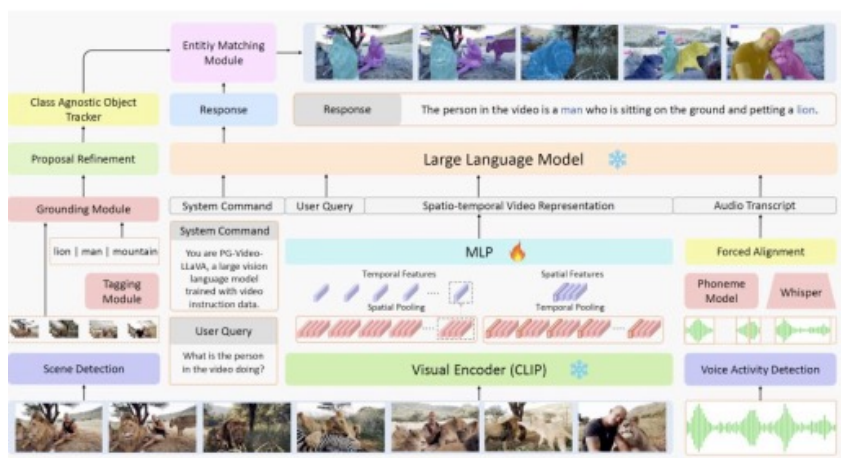 Entitiy Matching
Module
Class Agnostic Object
Tracker
Response
Response
The person in the video is a man who is sitting on the ground and petting a lion.
Proposal Refinement
Large Language Model
Grounding Module
System Command
User Query
Spatio-temporal Video Representation
Audio Transcript
lion | man | mountain
Tagging
Module
System Command
You are PG-Video-
LLaVA, a large vision
language model
trained with video
instruction data.
User Query
What is the person
in the video doing?
MLP
Temporal Features
Spatial Features
Spatial Pooling
Temporal Pooling
Forced Alignment
Phoneme
Model
Whisper
Scene Detection
Visual Encoder (CLIP)
Voice Activity Detection